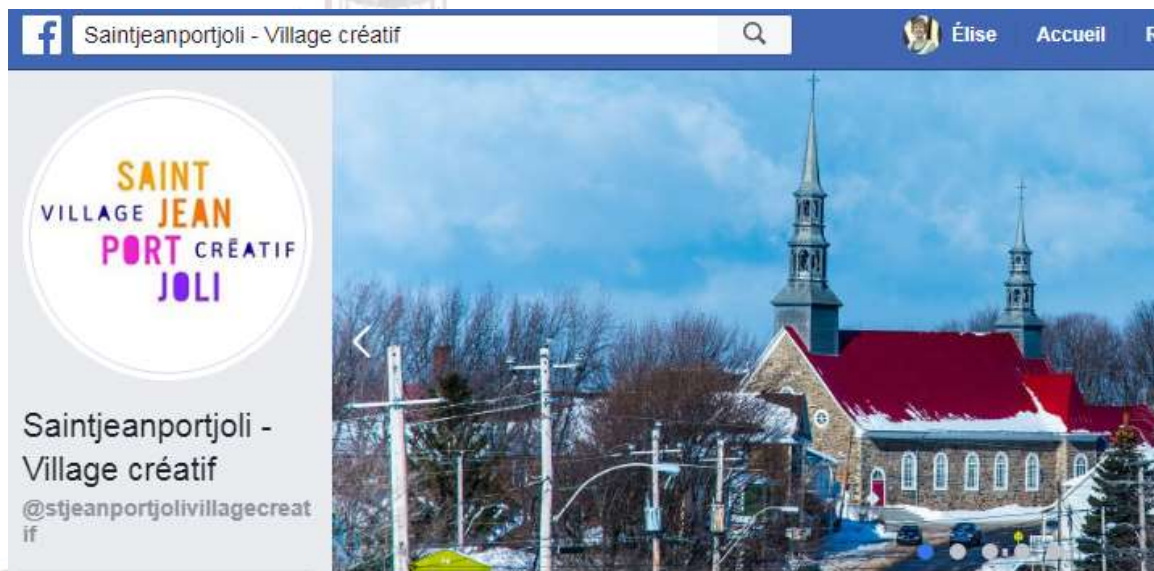 Saintjeanportjoli - Village créatif
Élise Accueil
SAINT
VILLAGE JEAN
PORT CRÉATIF
JOLI
Saintjeanportjoli -
Village créatif
@stjeanportjolivillagecreat
if